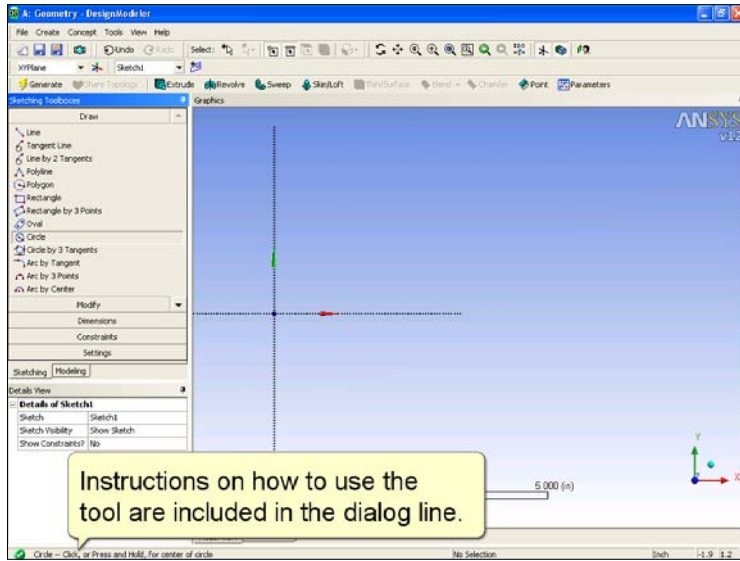 A: Geometry - DesignModeler
File Create Concept Tools View Help
Undo Redo Select:
XYPlane Sketch1
Generate Share Topology Extrude Revolve Sweep Skin/Loft Thin/Surface Blend Chamfer Point Parameters
Sketching Toolboxes
Graphics
Draw
ANSYS
v12
Line
Tangent Line
Line by 2 Tangents
Polyline
Polygon
Rectangle
Rectangle by 3 Points
Oval
Circle
Circle by 3 Tangents
Arc by Tangent
Arc by 3 Points
Arc by Center
Modify
Dimensions
Constraints
Settings
Sketching Modeling
Details View
Details of Sketch1
Sketch Sketch1
Sketch Visibility Show Sketch
Show Constraints? No
Instructions on how to use the
tool are included in the dialog line.
5.000 (in)
Y
X
Circle -- Click, or Press and Hold, for center of circle
No Selection
Inch
-1.9 1.2